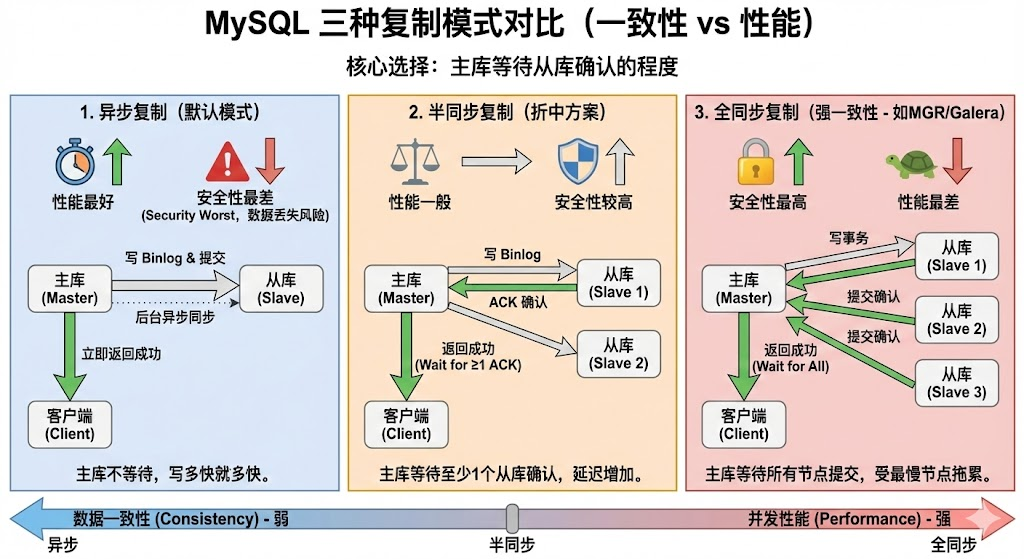 MySQL 三种复制模式对比（一致性 vs 性能）
核心选择：主库等待从库确认的程度
1. 异步复制（默认模式）
性能最好
安全性最差
(Security Worst，数据丢失风险)
主库
(Master)
写 Binlog & 提交
后台异步同步
从库
(Slave)
立即返回成功
客户端
(Client)
主库不等待，写多快就多快。
2. 半同步复制（折中方案）
性能一般
安全性较高
主库
(Master)
写 Binlog
ACK 确认
从库
(Slave 1)
从库
(Slave 2)
返回成功
(Wait for ≥1 ACK)
客户端
(Client)
主库等待至少1个从库确认，延迟增加。
3. 全同步复制（强一致性 - 如MGR/Galera）
安全性最高
性能最差
主库
(Master)
写事务
提交确认
提交确认
从库
(Slave 1)
从库
(Slave 2)
从库
(Slave 3)
返回成功
(Wait for All)
客户端
(Client)
主库等待所有节点提交，受最慢节点拖累。
数据一致性 (Consistency) - 弱
并发性能 (Performance) - 强
异步
半同步
全同步